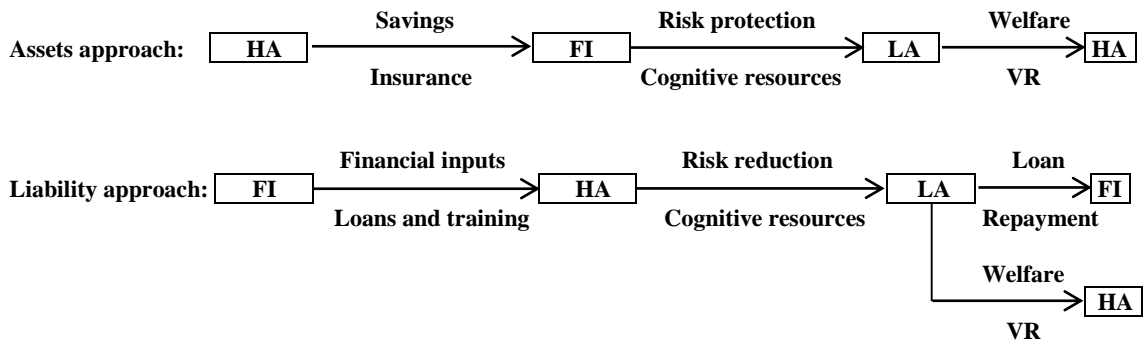 Savings Risk protection Welfare
Assets approach: HA FI LA HA
Insurance Cognitive resources VR
Financial inputs Risk reduction Loan
Liability approach: FI HA LA FI
Loans and training Cognitive resources Repayment
Welfare
HA
VR